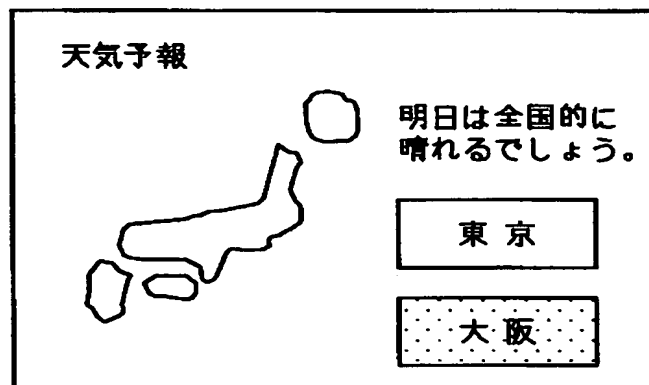 天気予報
明日は全国的に
晴れるでしょう。
東京
大阪